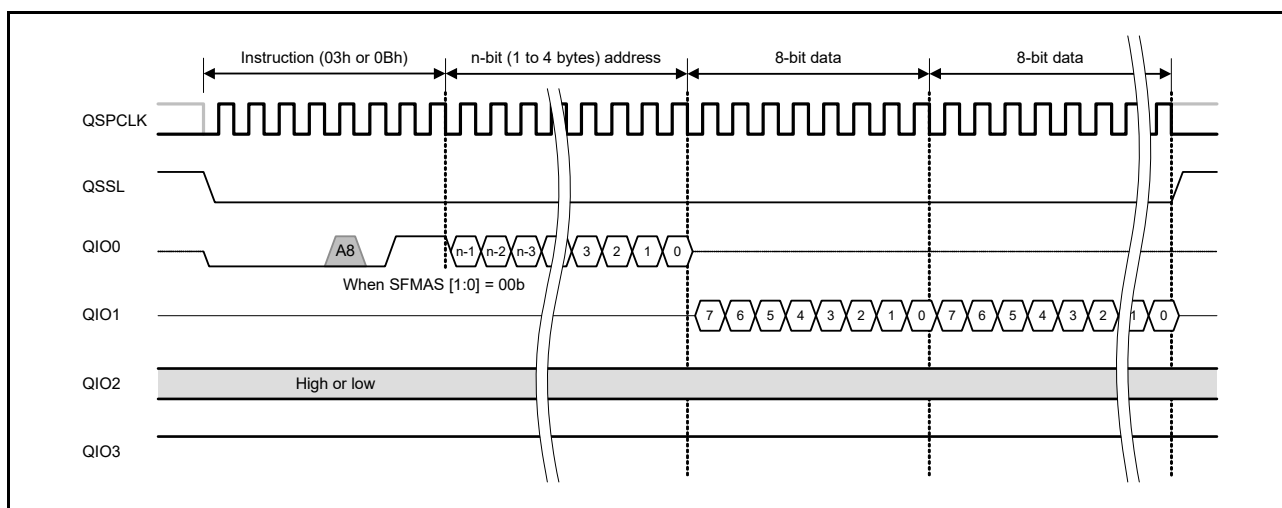 Instruction (03h or 0Bh) n-bit (1 to 4 bytes) address 8-bit data 8-bit data
QSPCLK
QSSL
QIO0 A8 n-1 n-2 n-3 3 2 1 0
When SFMAS [1:0] = 00b
QIO1 7 6 5 4 3 2 1 0 7 6 5 4 3 2 1 0
QIO2 High or low
QIO3